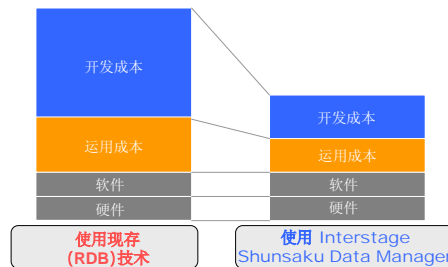 开发成本
运用成本
软件
硬件
使用现存
(RDB)技术
开发成本
运用成本
软件
硬件
使用 Interstage
Shunsaku Data Manager